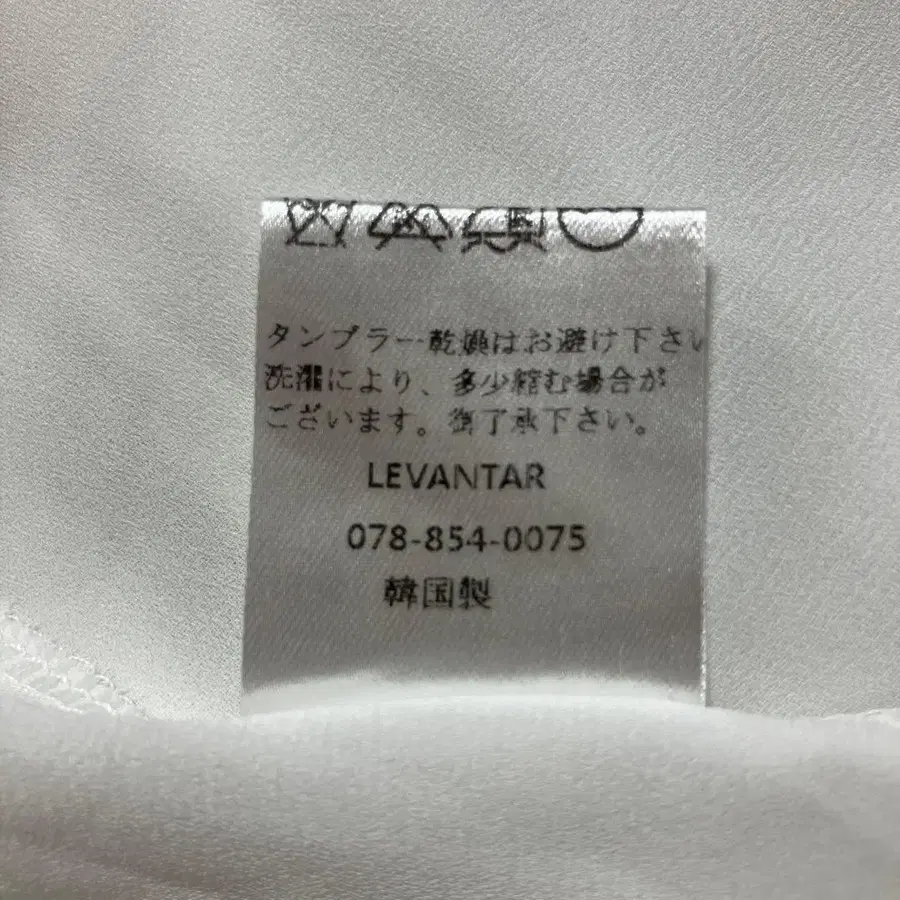 タンブラー乾燥はお避け下さい
洗濯により、多少縮む場合が
ございます。御了承下さい。
LEVANTAR
078-854-0075
韓国製